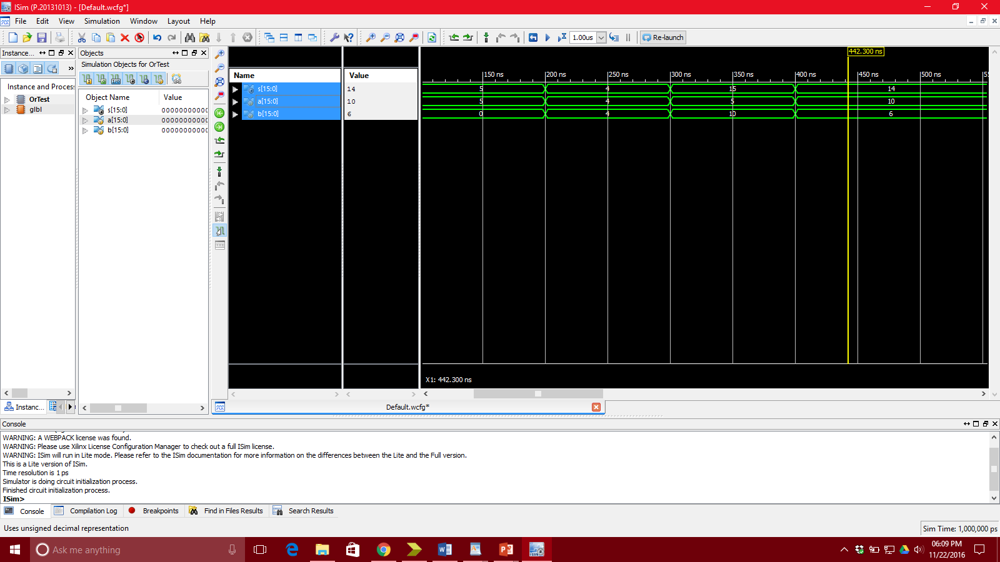 ISim (P.20131013) - [Default.wcfg*]
File Edit View Simulation Window Layout Help
1.00us Re-launch
Instance...
Instance and Process
OrTest
glbl
Instanc...
Objects
Simulation Objects for OrTest
Object Name Value
s[15:0] 00000000000
a[15:0] 00000000000
b[15:0] 00000000000
Name Value
s[15:0] 14
a[15:0] 10
b[15:0] 6
442.300 ns
150 ns 200 ns 250 ns 300 ns 350 ns 400 ns 450 ns 500 ns
5 4 15 14
5 4 5 10
0 4 10 6
X1: 442.300 ns
Default.wcfg*
Console
WARNING: A WEBPACK license was found.
WARNING: Please use Xilinx License Configuration Manager to check out a full ISim license.
WARNING: ISim will run in Lite mode. Please refer to the ISim documentation for more information on the differences between the Lite and the Full version.
This is a Lite version of ISim.
Time resolution is 1 ps
Simulator is doing circuit initialization process.
Finished circuit initialization process.
ISim>
Console Compilation Log Breakpoints Find in Files Results Search Results
Uses unsigned decimal representation Sim Time: 1,000,000 ps
Ask me anything
06:09 PM
11/22/2016